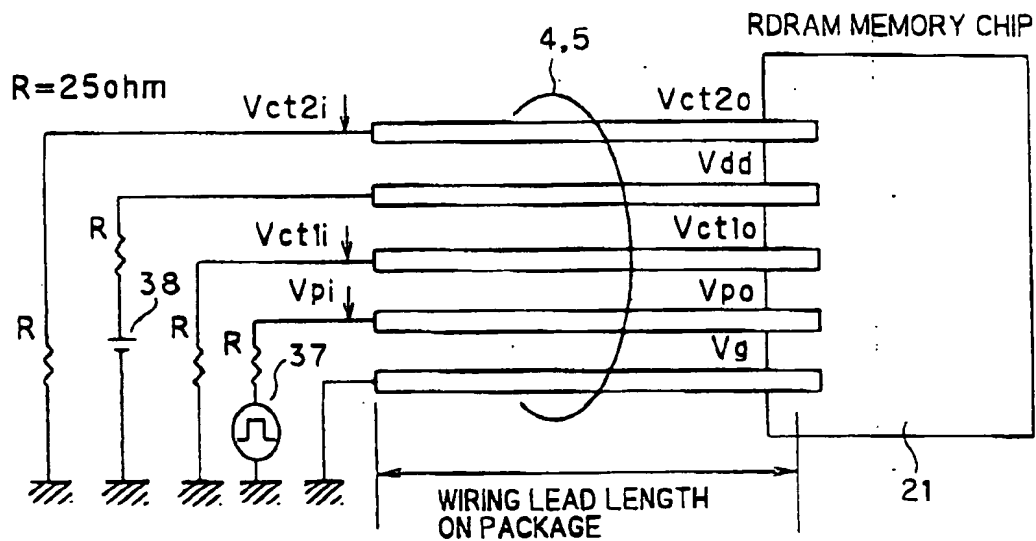 RDRAM MEMORY CHIP
4,5
R=25ohm
Vct2i
Vct2o
Vdd
R
Vct1i
Vct1o
38
Vpi
Vpo
R
R
R
37
Vg
WIRING LEAD LENGTH
ON PACKAGE
21